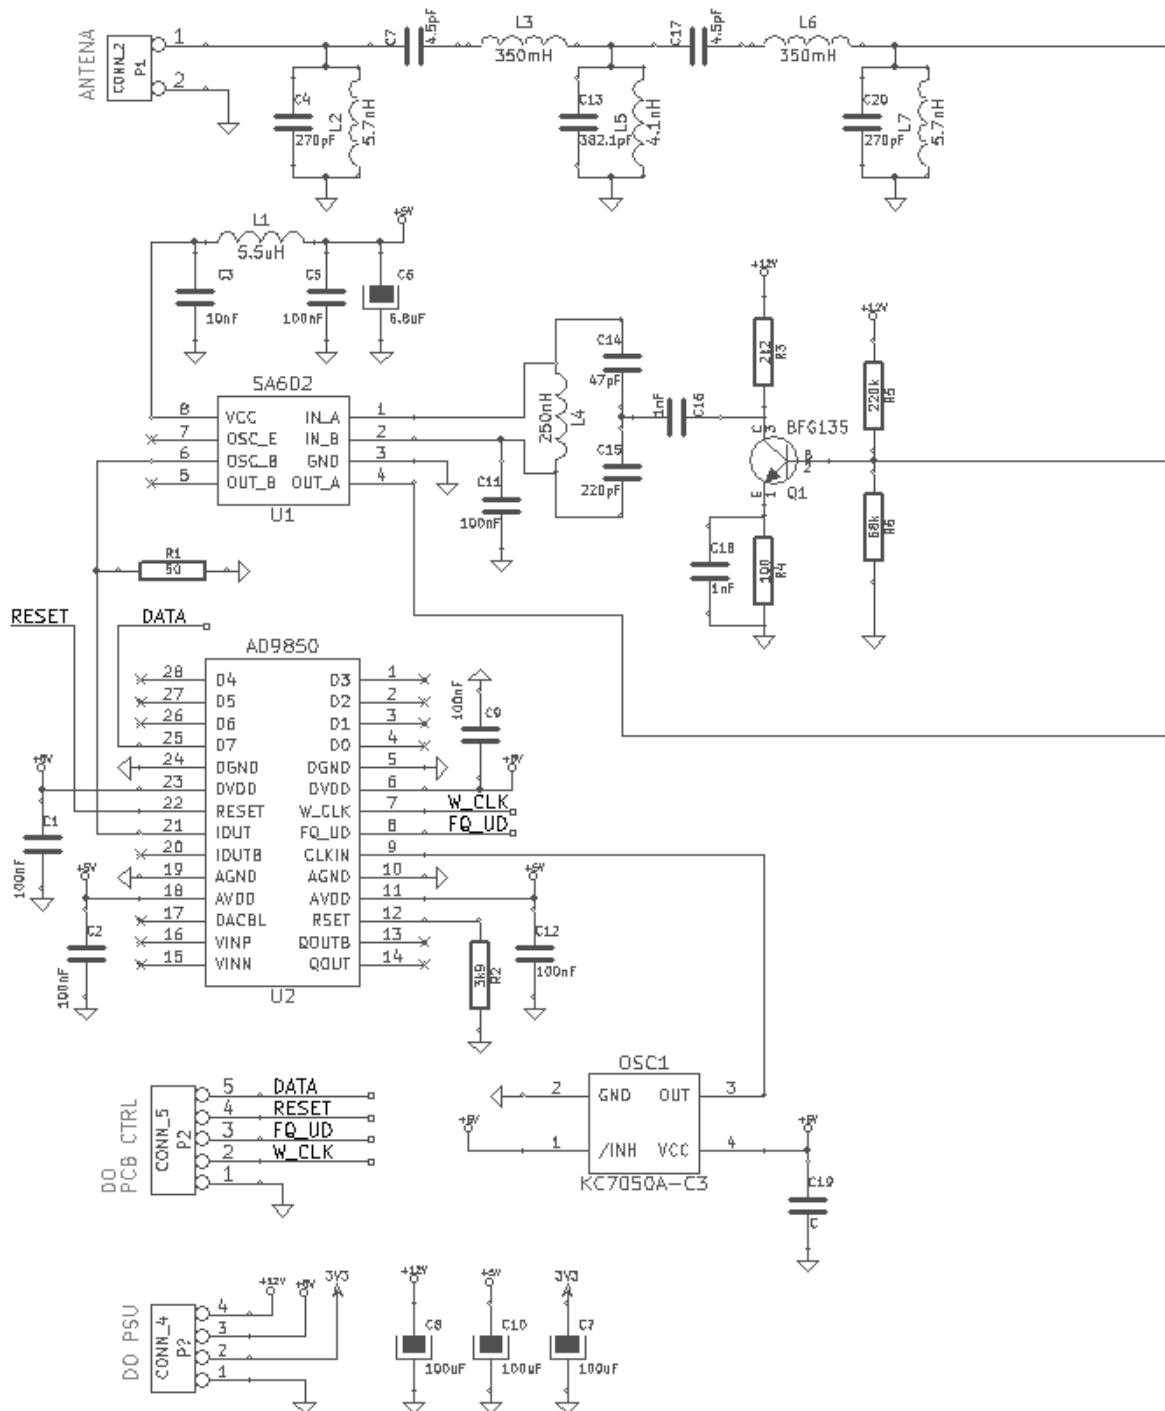 ANTENA
CONN_2
P1
1
2
C7
4.5pF
L3
350mH
C17
4.5pF
L6
350mH
C4
270pF
L2
5.7nH
C13
382.1pF
L5
4.1nH
C20
270pF
L7
5.7nH
L1
5.5uH
+5V
C3
10nF
C5
100nF
C6
6.8uF
SA602
8 VCC IN_A 1
7 OSC_E IN_B 2
6 OSC_B GND 3
5 OUT_B OUT_A 4
U1
C11
100nF
250nH
L4
C14
47pF
C15
220pF
1nF
C16
+12V
2k2
R3
+12V
220k
R5
BFG135
C
3
B
2
E
1
Q1
68k
R6
C18
1nF
100
R4
R1
50
RESET
DATA
AD9850
28 D4 D3 1
27 D5 D2 2
26 D6 D1 3
25 D7 D0 4
24 DGND DGND 5
23 DVDD DVDD 6
22 RESET W_CLK 7
21 IOUT FQ_UD 8
20 IOUTB CLKIN 9
19 AGND AGND 10
18 AVDD AVDD 11
17 DACBL RSET 12
16 VINP QOUTB 13
15 VINN QOUT 14
U2
100nF
C9
+5V
W_CLK
FQ_UD
+5V
C1
100nF
+5V
C2
100nF
+5V
C12
100nF
3k9
R2
DO
PCB CTRL
CONN_5
P2
5 DATA
4 RESET
3 FQ_UD
2 W_CLK
1
OSC1
2 GND OUT 3
1 /INH VCC 4
KC7050A-C3
+5V
+5V
C19
C
DO PSU
CONN_4
P?
4
3
2
1
+12V
+5V
3V3
+12V
C8
100uF
+5V
C10
100uF
3V3
C?
100uF